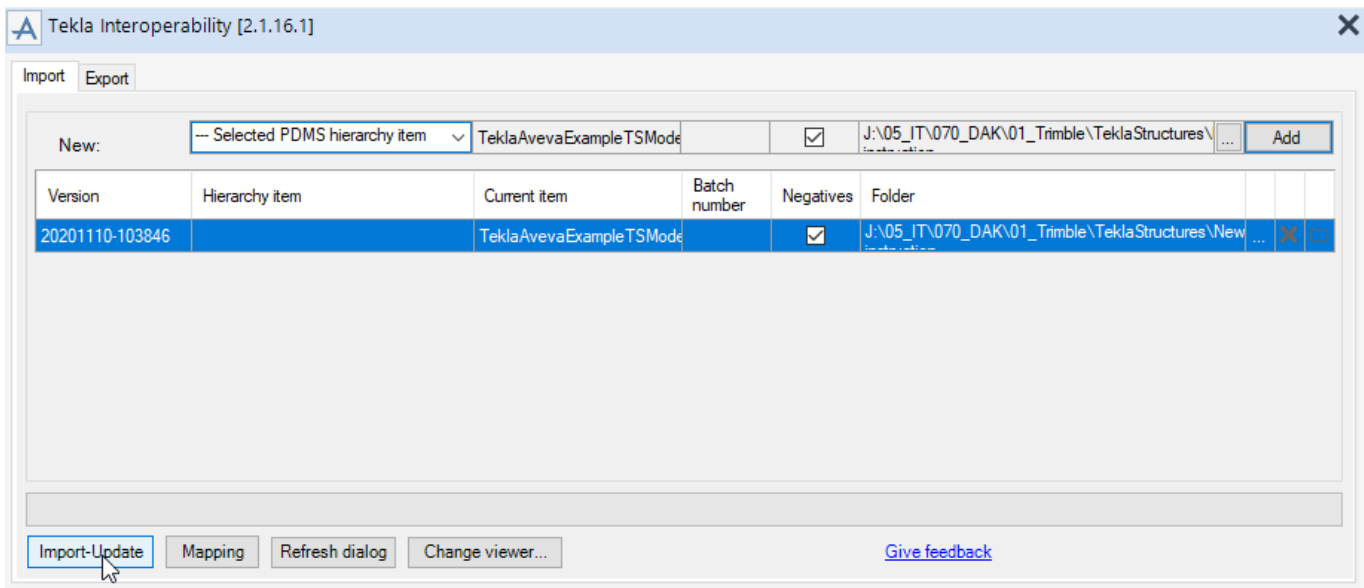 Tekla Interoperability [2.1.16.1]
Import Export
New: --- Selected PDMS hierarchy item TeklaAvevaExampleTSMode J:\05_IT\070_DAK\01_Trimble\TeklaStructures\ ... Add
Version Hierarchy item Current item Batch number Negatives Folder
20201110-103846 TeklaAvevaExampleTSMode J:\05_IT\070_DAK\01_Trimble\TeklaStructures\New ...
Import-Update Mapping Refresh dialog Change viewer... Give feedback